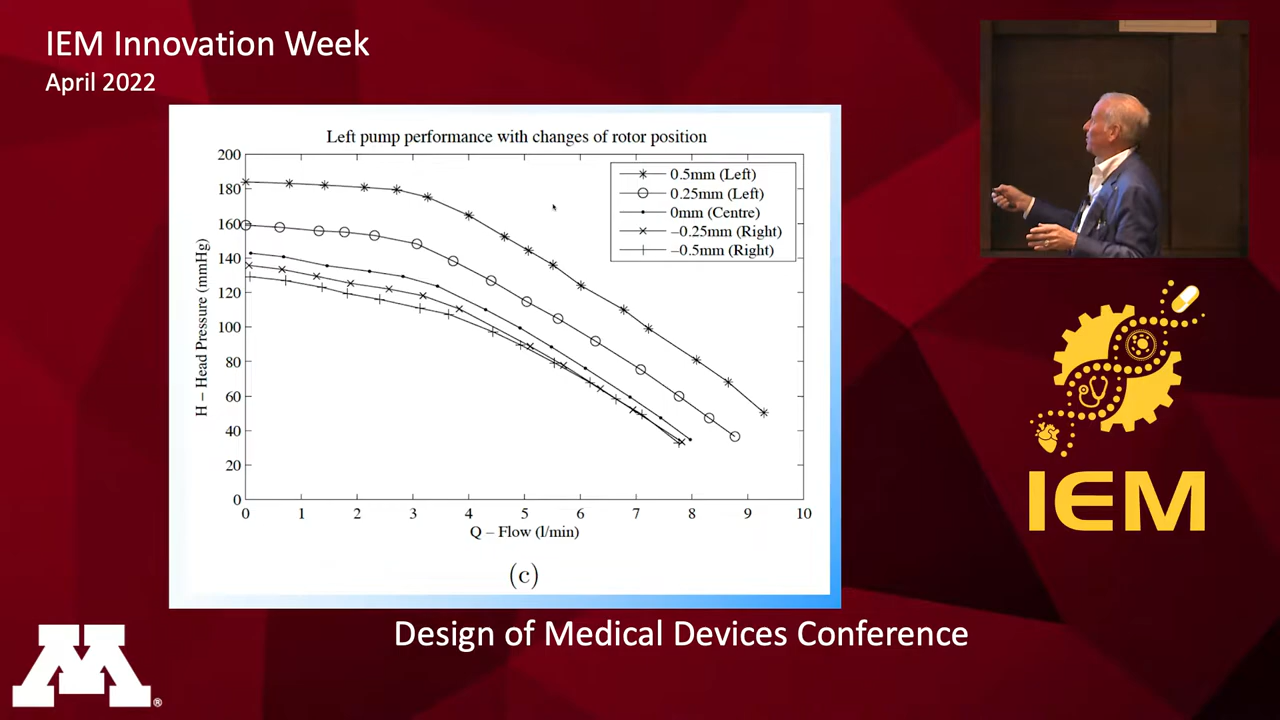 IEM Innovation Week
April 2022
Left pump performance with changes of rotor position
200
180
160
140
120
100
80
60
40
20
0
H – Head Pressure (mmHg)
0.5mm (Left)
0.25mm (Left)
0mm (Centre)
–0.25mm (Right)
–0.5mm (Right)
0 1 2 3 4 5 6 7 8 9 10
Q – Flow (l/min)
(c)
IEM
Design of Medical Devices Conference
M
®